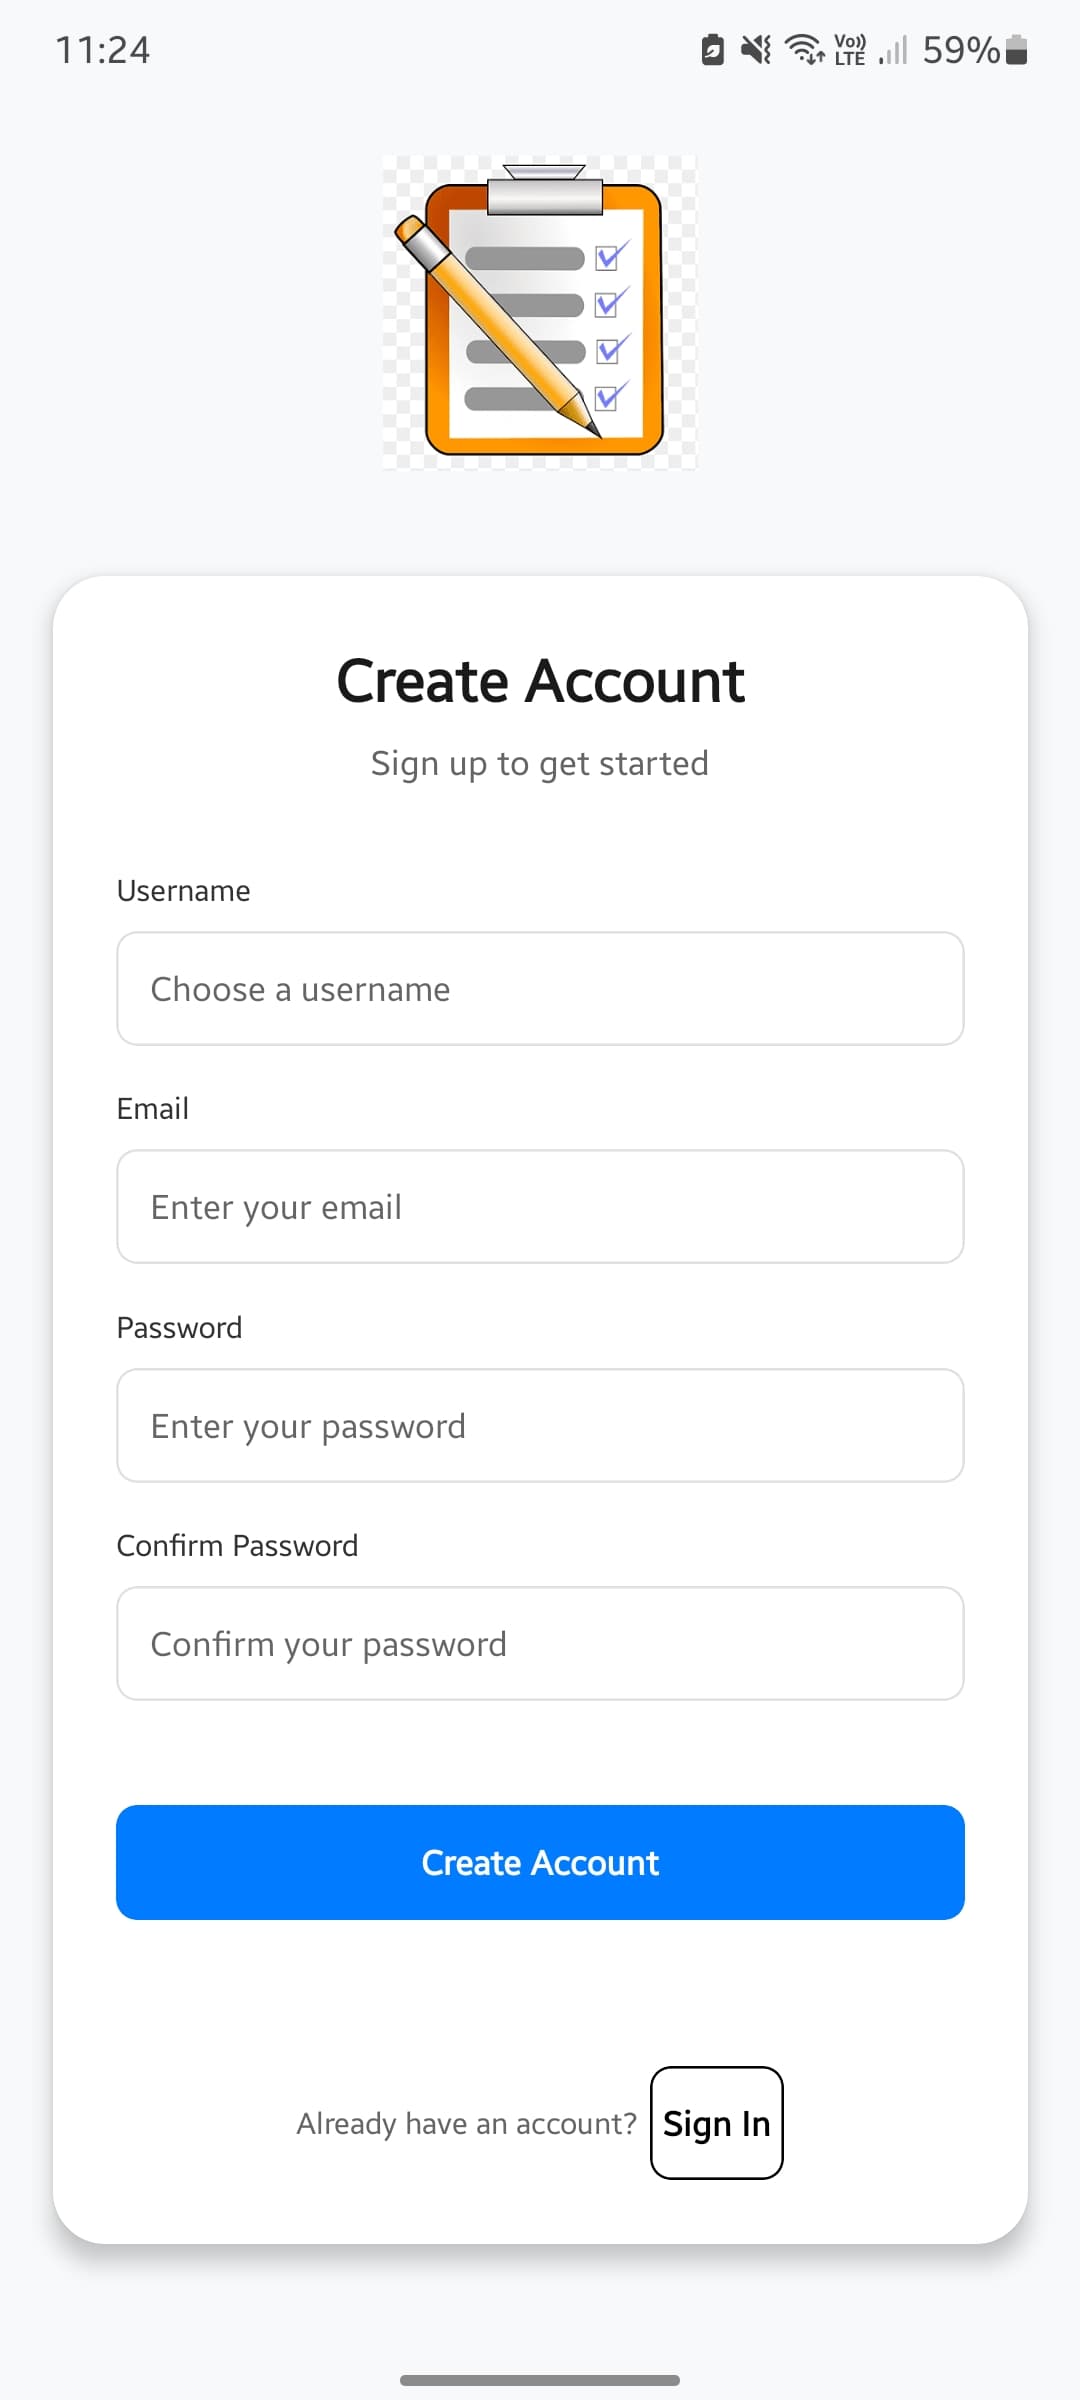 11:24 Vo)) LTE 59%
Create Account
Sign up to get started
Username
Choose a username
Email
Enter your email
Password
Enter your password
Confirm Password
Confirm your password
Create Account
Already have an account? Sign In